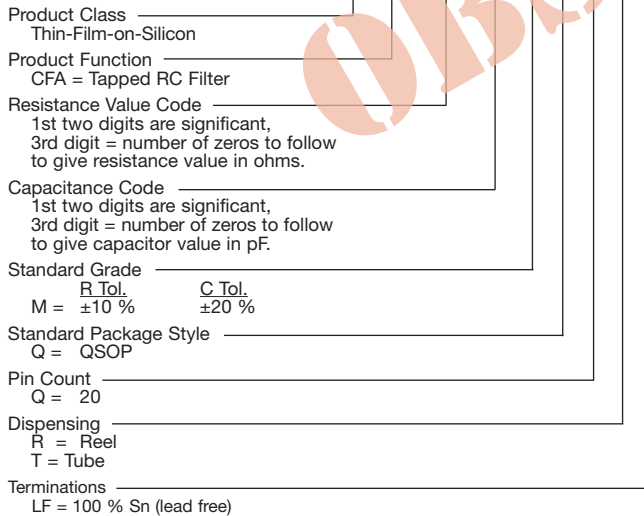 Product Class
Thin-Film-on-Silicon
Product Function
CFA = Tapped RC Filter
Resistance Value Code
1st two digits are significant,
3rd digit = number of zeros to follow
to give resistance value in ohms.
Capacitance Code
1st two digits are significant,
3rd digit = number of zeros to follow
to give capacitor value in pF.
Standard Grade
R Tol. C Tol.
M = ±10 % ±20 %
Standard Package Style
Q = QSOP
Pin Count
Q = 20
Dispensing
R = Reel
T = Tube
Terminations
LF = 100 % Sn (lead free)